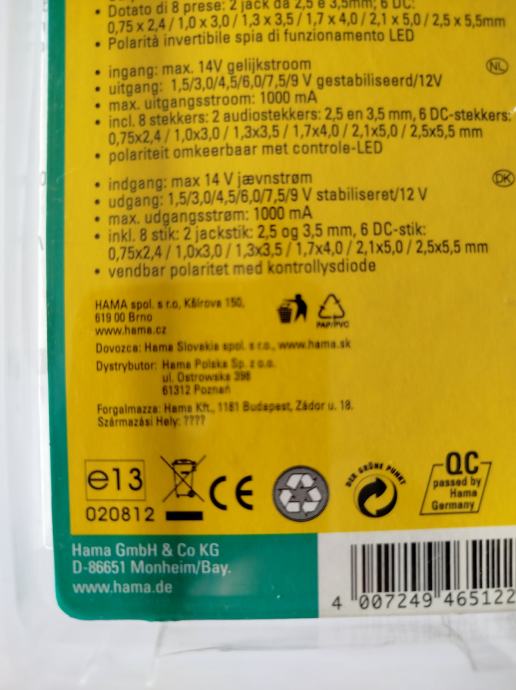 • Dotato di 8 prese: 2 jack da 2,5 e 3,5mm; 6 DC:
0,75 x 2,4 / 1,0 x 3,0 / 1,3 x 3,5 / 1,7 x 4,0 / 2,1 x 5,0 / 2,5 x 5,5mm
• Polarità invertibile spia di funzionamento LED
NL
• ingang: max. 14V gelijkstroom
• uitgang: 1,5/3,0/4,5/6,0/7,5/9 V gestabiliseerd/12V
• max. uitgangsstroom: 1000 mA
• incl. 8 stekkers: 2 audiostekkers: 2,5 en 3,5 mm, 6 DC-stekkers:
0,75x2,4 / 1,0x3,0 / 1,3x3,5 / 1,7x4,0 / 2,1x5,0 / 2,5x5,5 mm
• polariteit omkeerbaar met controle-LED
DK
• indgang: max 14 V jævnstrøm
• udgang: 1,5/3,0/4,5/6,0/7,5/9 V stabiliseret/12 V
• max. udgangsstrøm: 1000 mA
• inkl. 8 stik: 2 jackstik: 2,5 og 3,5 mm, 6 DC-stik:
0,75x2,4 / 1,0x3,0 / 1,3x3,5 / 1,7x4,0 / 2,1x5,0 / 2,5x5,5 mm
• vendbar polaritet med kontrollysdiode
HAMA spol. s r.o, Kšírova 150,
619 00 Brno
www.hama.cz
PAP/PVC
Dovozca: Hama Slovakia spol. s r.o., www.hama.sk
Dystrybutor: Hama Polska Sp. z o.o.
ul. Ostrowska 398
61312 Poznań
Forgalmazza: Hama Kft., 1181 Budapest, Zádor u. 18.
Származási Hely: ????
e13
020812
CE
DER GRÜNE PUNKT
QC
passed by
Hama
Germany
Hama GmbH & Co KG
D-86651 Monheim/Bay.
www.hama.de
4 007249 465122